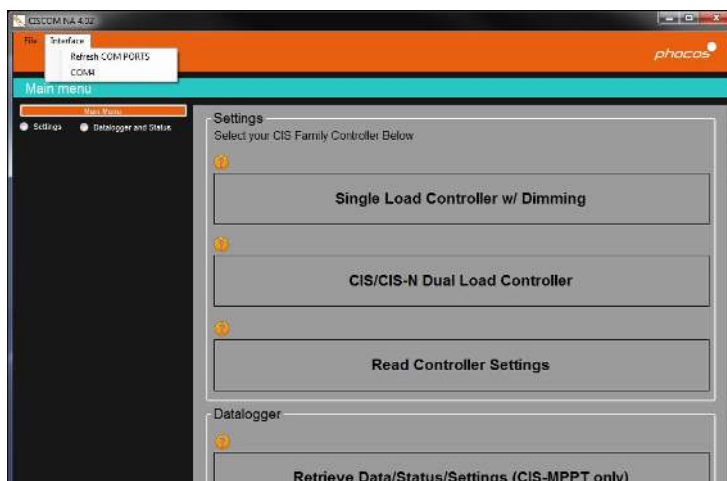 CISCOM NA 4.02
File Interface
Refresh COM PORTS
COM4
phocos
Main menu
Main Menu
Settings Datalogger and Status
Settings
Select your CIS Family Controller Below
?
Single Load Controller w/ Dimming
?
CIS/CIS-N Dual Load Controller
?
Read Controller Settings
Datalogger
?
Retrieve Data/Status/Settings (CIS-MPPT only)